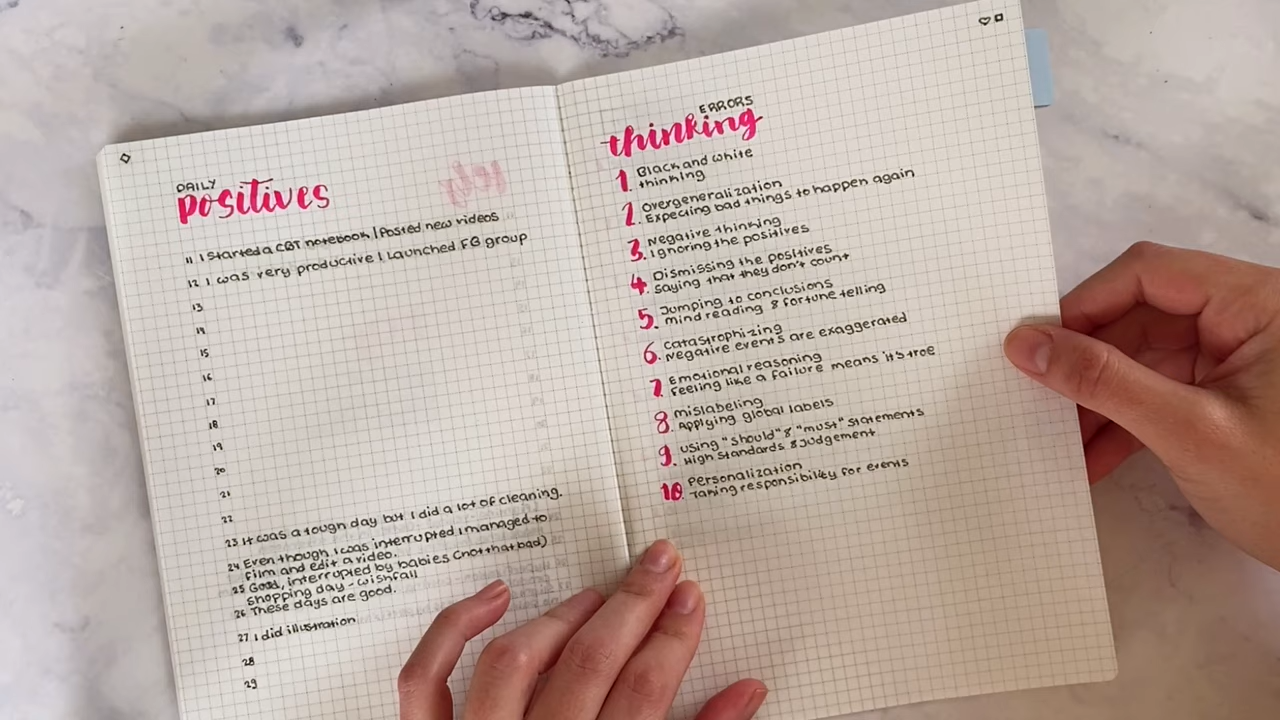 DAILY
positives
11 I started a CBT notebook | Posted new videos
12 I was very productive | Launched FB group
13
14
15
16
17
18
19
20
21
22
23 It was a tough day but I did a lot of cleaning.
24 Even though I was interrupted I managed to
film and edit a video.
25 Good, interrupted by babies (not that bad)
shopping day - wishfall
26 These days are good.
27 I did illustration
28
29
ERRORS
thinking
1. Black and white
thinking
2. Overgeneralization
Expecting bad things to happen again
3. Negative thinking
Ignoring the positives
4. Dismissing the positives
Saying that they don't count
5. Jumping to conclusions
mind reading & fortune telling
6. Catastrophizing
Negative events are exaggerated
7. Emotional reasoning
Feeling like a failure means it's true
8. mislabeling
Applying global labels
9. Using "should" & "must" statements
High Standards & Judgement
10. Personalization
Taking responsibility for events